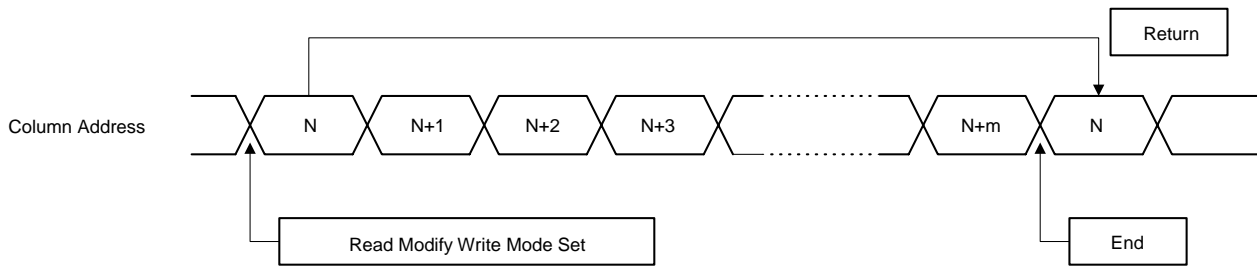 Return
Column Address
N
N+1
N+2
N+3
N+m
N
Read Modify Write Mode Set
End